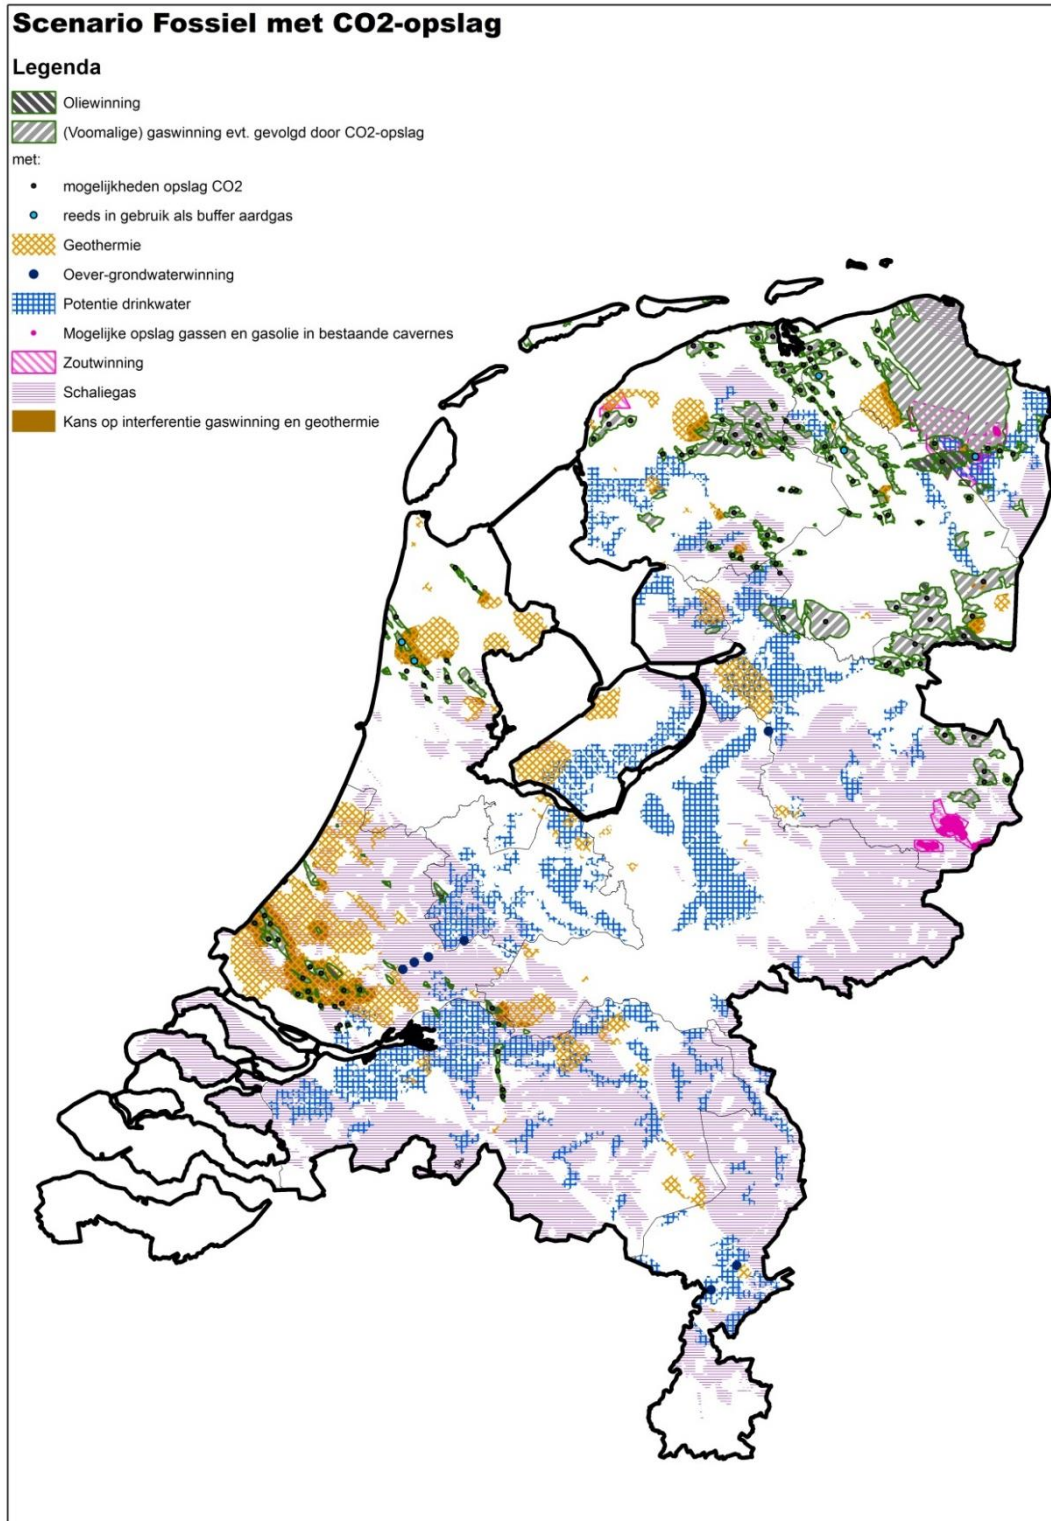 Scenario Fossiel met CO2-opslag
Legenda
Oliewinning
(Voomalige) gaswinning evt. gevolgd door CO2-opslag
met:
mogelijkheden opslag CO2
reeds in gebruik als buffer aardgas
Geothermie
Oever-grondwaterwinning
Potentie drinkwater
Mogelijke opslag gassen en gasolie in bestaande cavernes
Zoutwinning
Schaliegas
Kans op interferentie gaswinning en geothermie